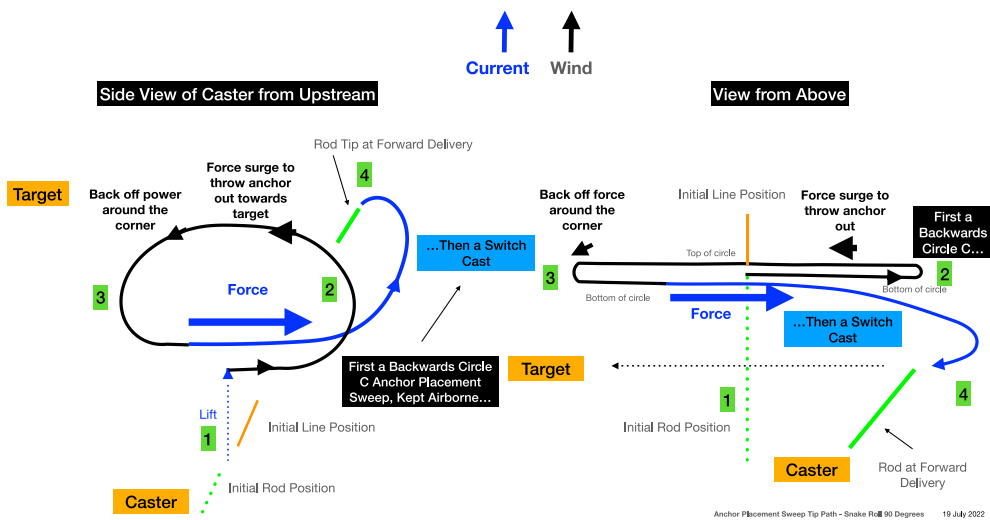 Current
Wind
Side View of Caster from Upstream
View from Above
Rod Tip at Forward Delivery
4
Target
Back off power
around the
corner
Force surge to
throw anchor
out towards
target
…Then a Switch
Cast
3
2
Force
First a Backwards Circle
C Anchor Placement
Sweep, Kept Airborne…
Lift
1
Initial Line Position
Initial Rod Position
Caster
Back off force
around the
corner
Initial Line Position
Force surge to
throw anchor
out
First a
Backwards
Circle C…
Top of circle
3
2
Bottom of circle
Bottom of circle
Force
…Then a Switch
Cast
Target
1
4
Initial Rod Position
Caster
Rod at Forward
Delivery
Anchor Placement Sweep Tip Path - Snake Roll 90 Degrees 19 July 2022